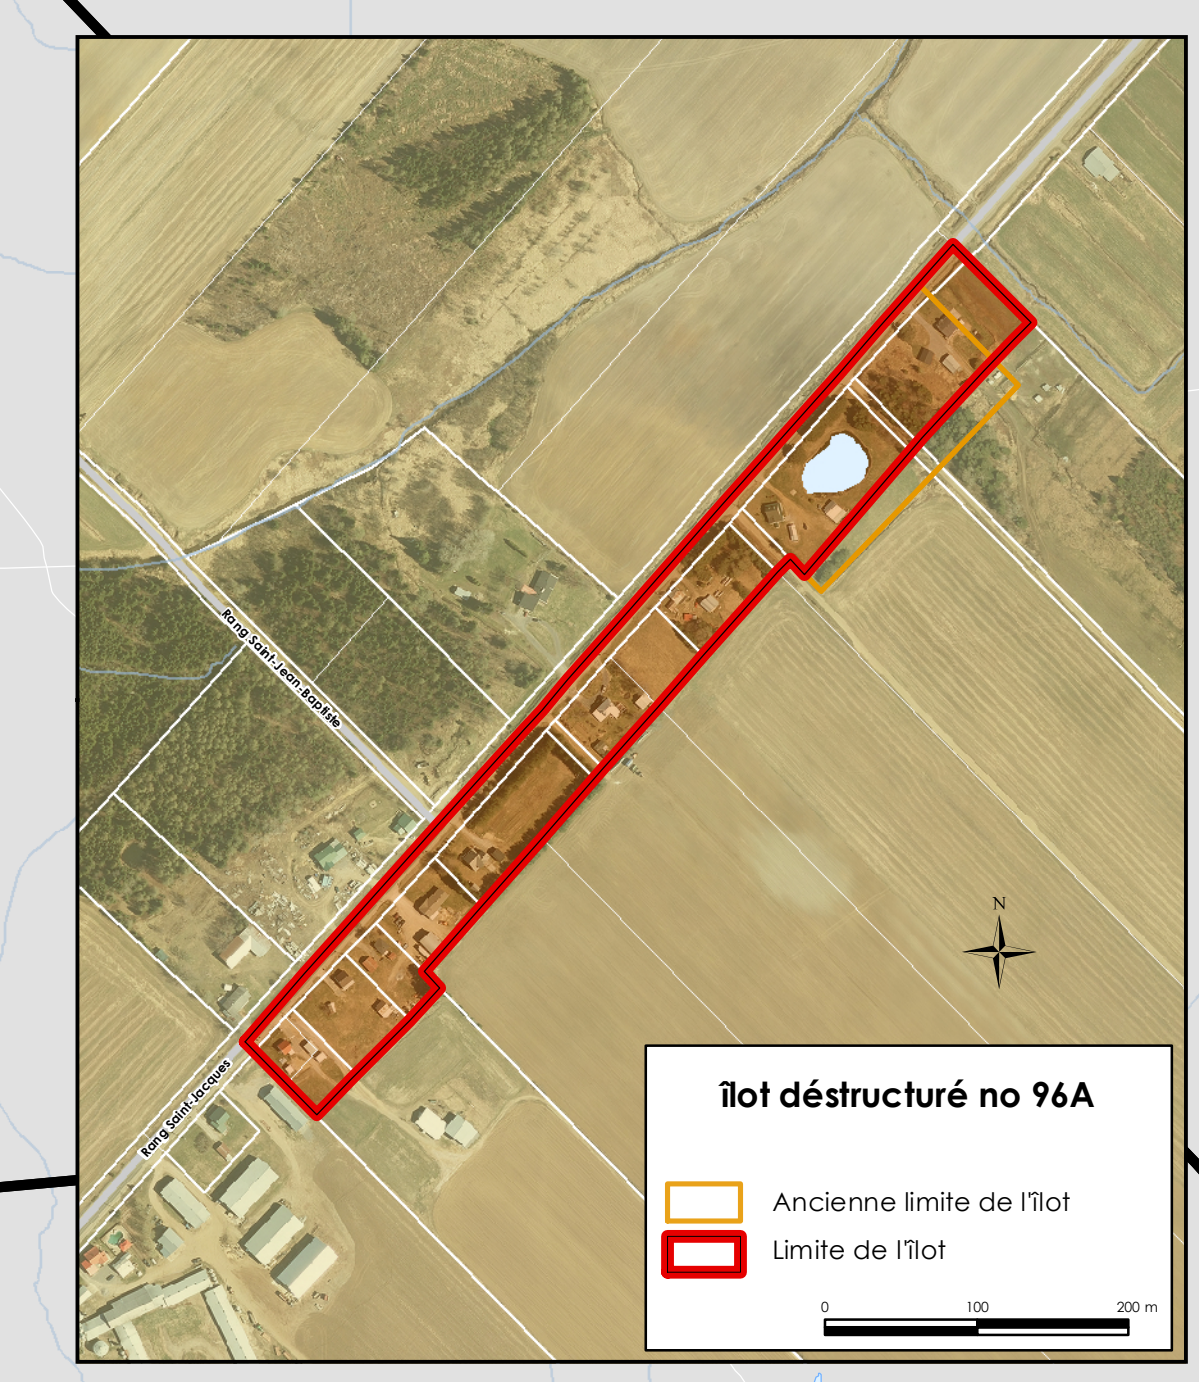 Rang Saint-Jean-Baptiste
N
Rang Saint-Jacques
îlot déstructuré no 96A
Ancienne limite de l'îlot
Limite de l'îlot
0 100 200 m